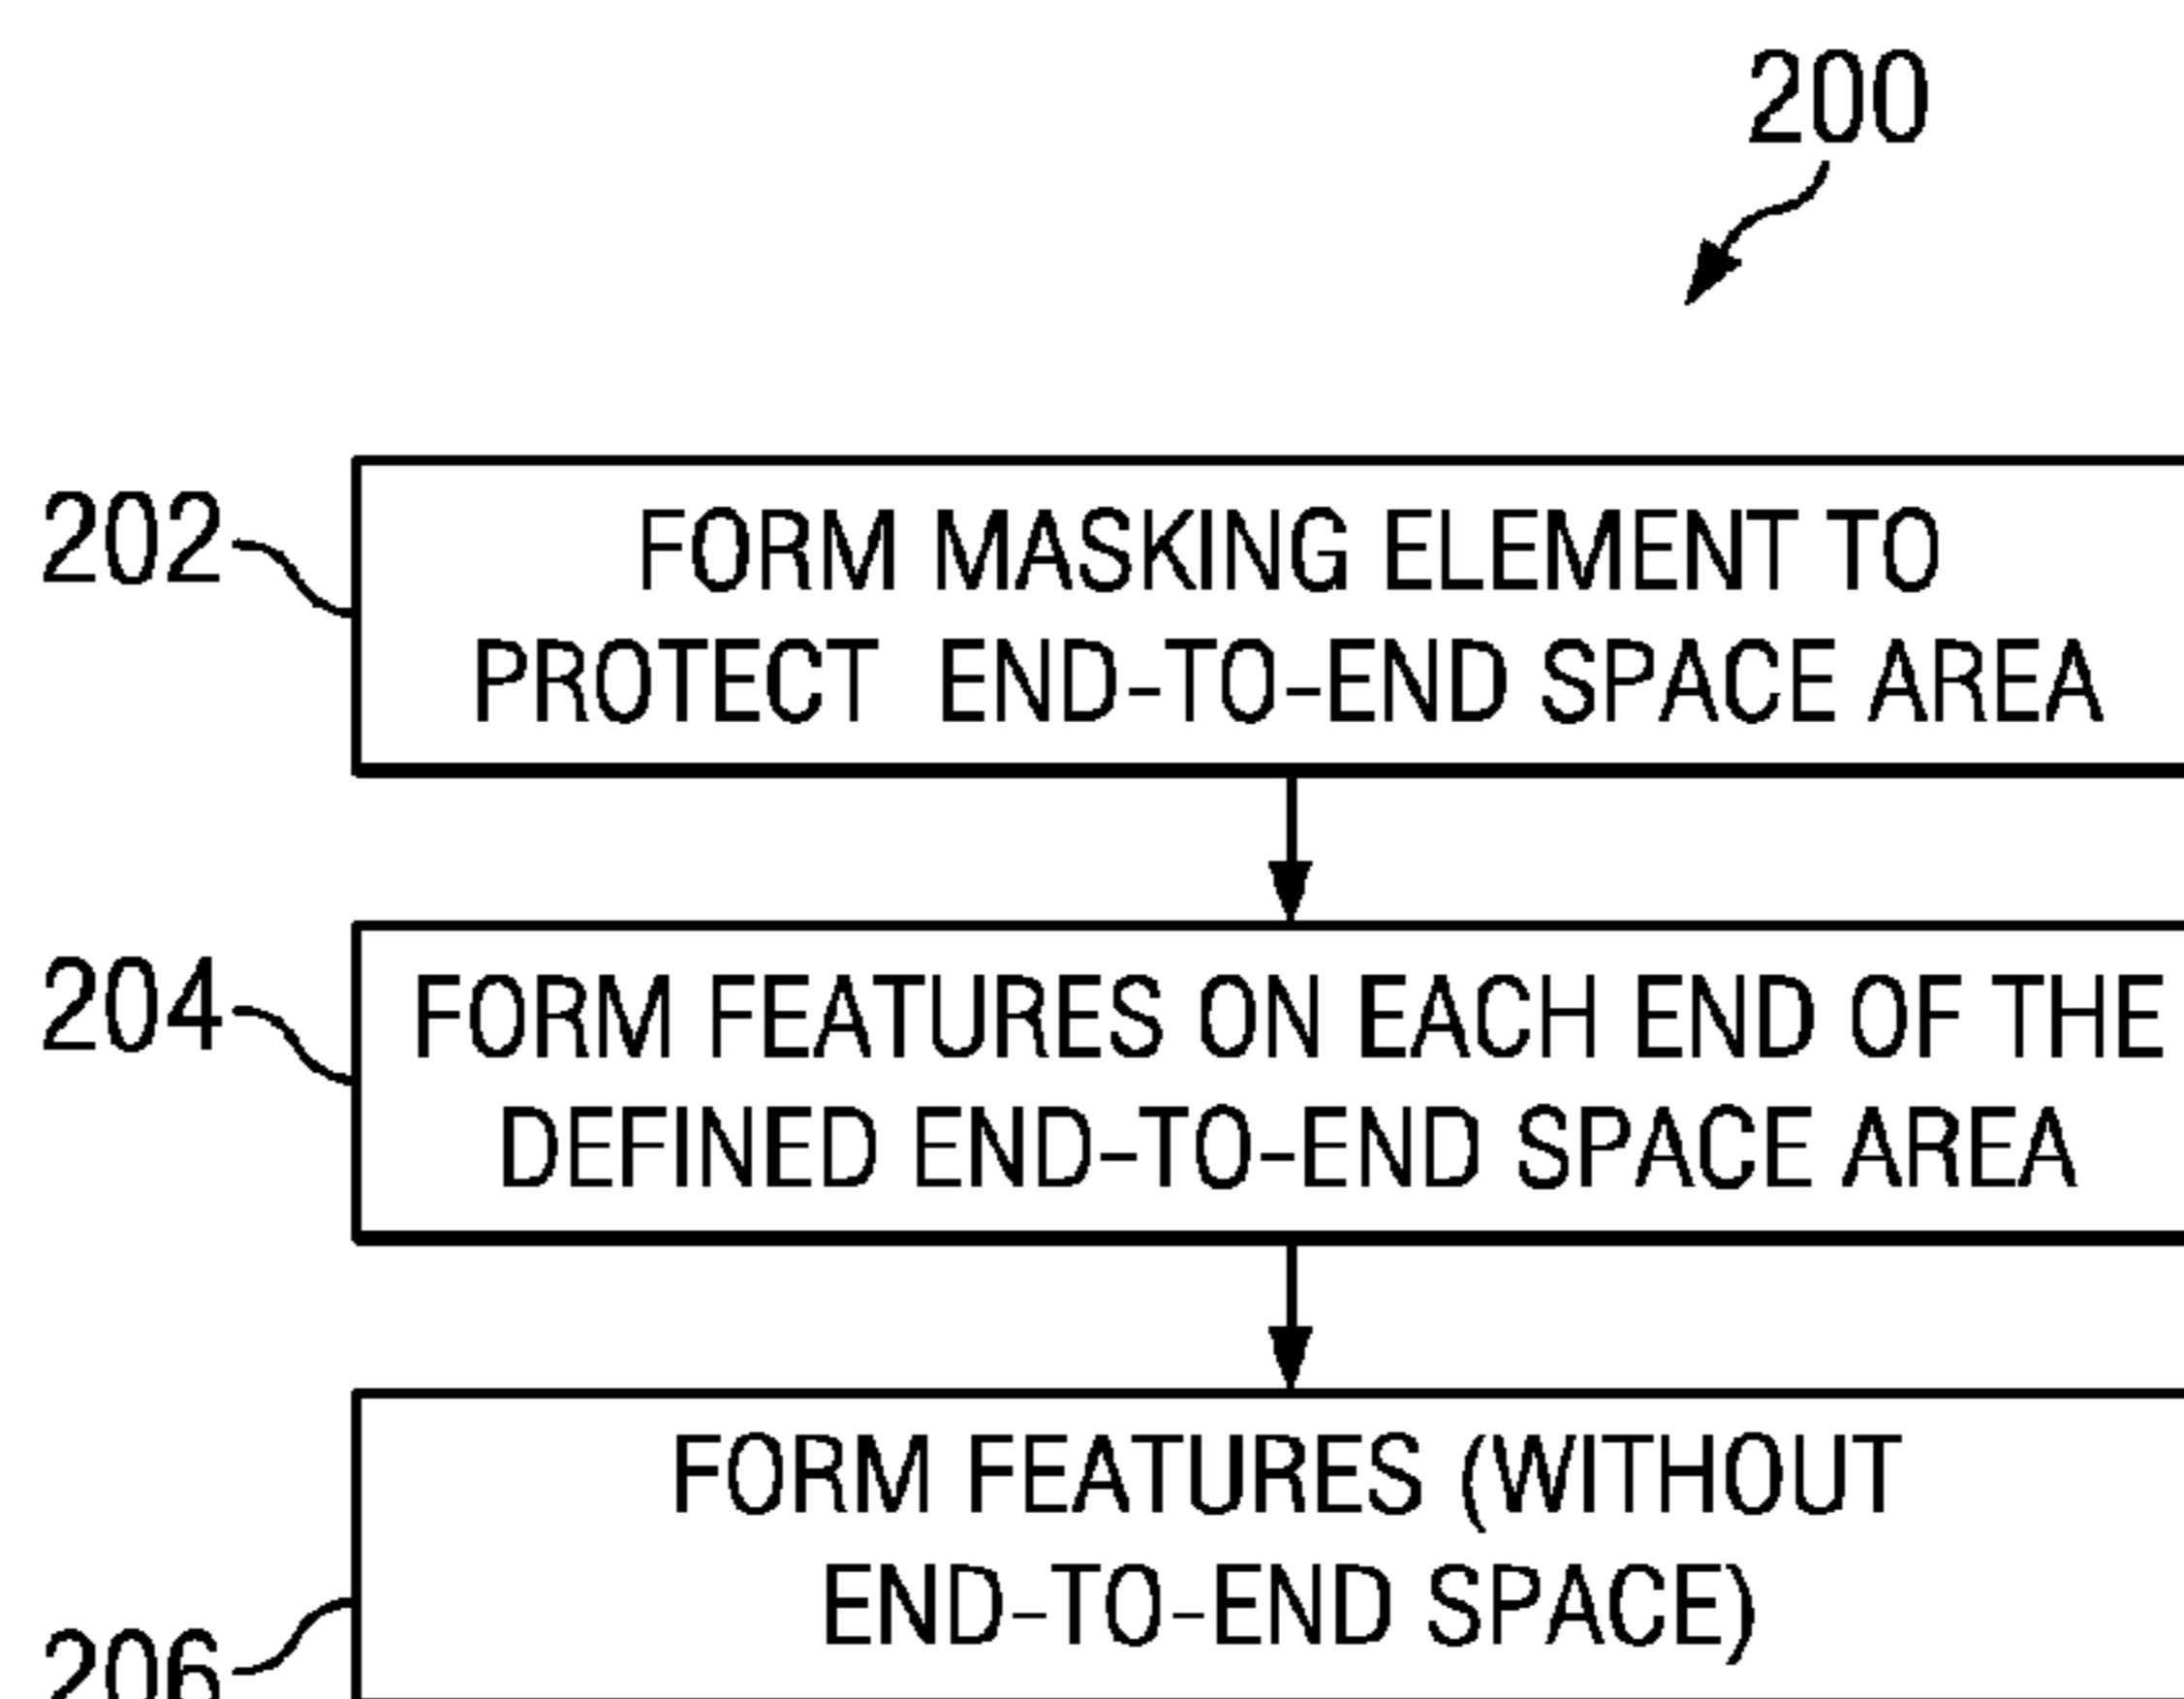 200
202
FORM MASKING ELEMENT TO
PROTECT END-TO-END SPACE AREA
204
FORM FEATURES ON EACH END OF THE
DEFINED END-TO-END SPACE AREA
FORM FEATURES (WITHOUT
END-TO-END SPACE)
206